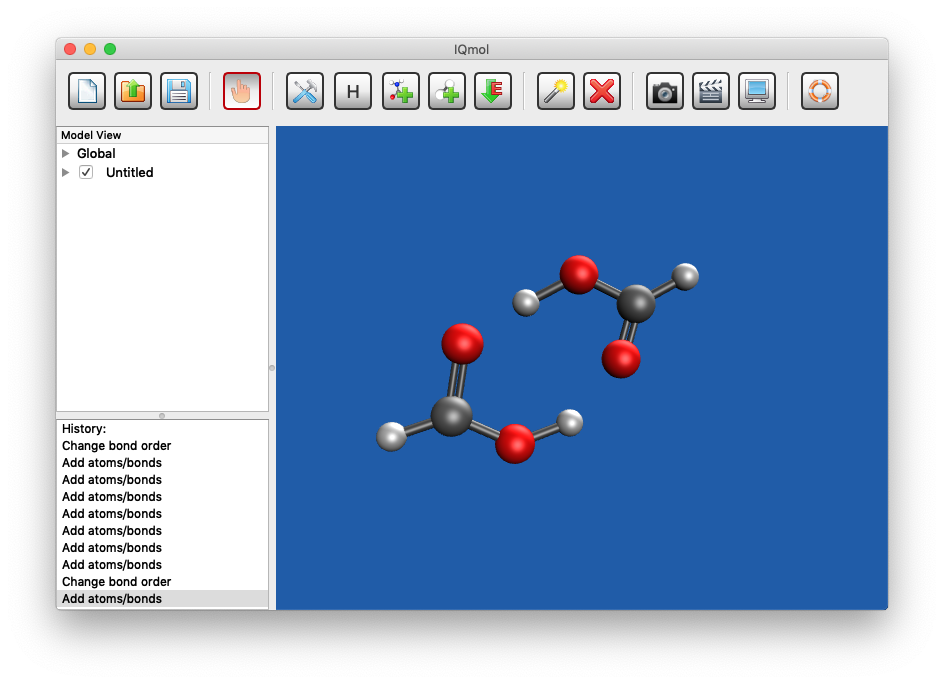 IQmol
H
E
Model View
Global
Untitled
History:
Change bond order
Add atoms/bonds
Add atoms/bonds
Add atoms/bonds
Add atoms/bonds
Add atoms/bonds
Add atoms/bonds
Add atoms/bonds
Change bond order
Add atoms/bonds